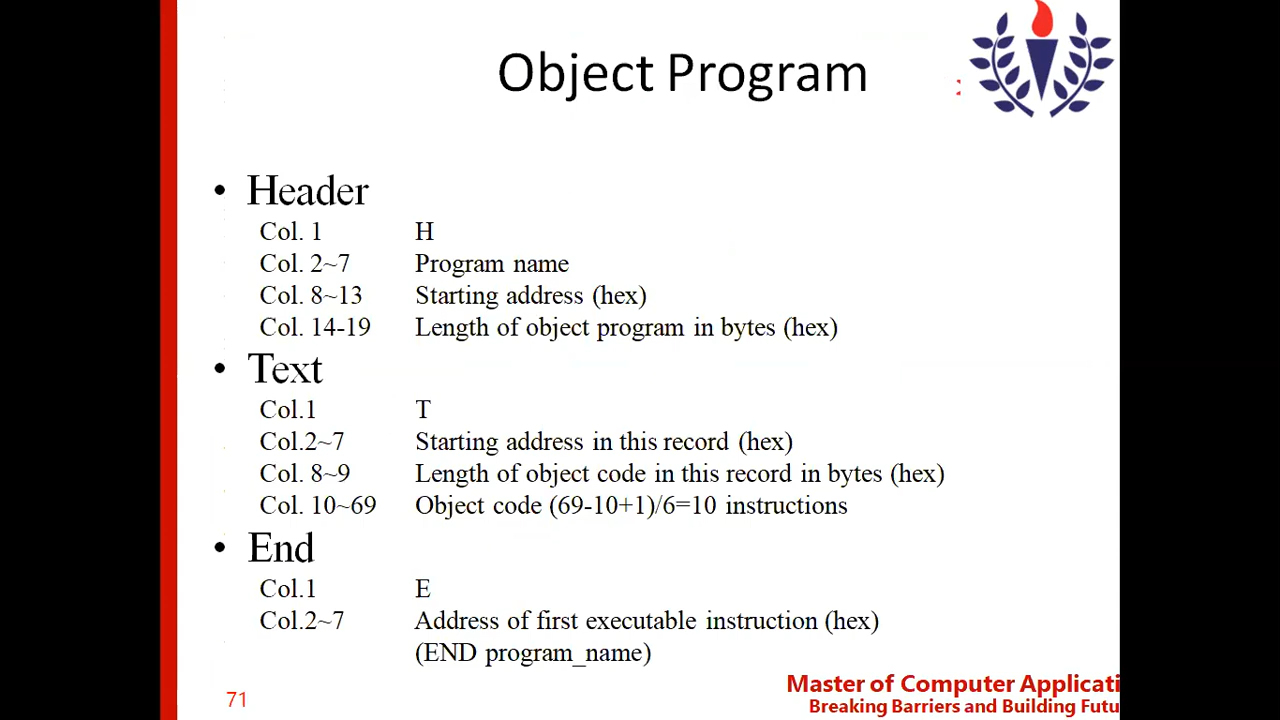 Object Program
• Header
Col. 1 H
Col. 2~7 Program name
Col. 8~13 Starting address (hex)
Col. 14-19 Length of object program in bytes (hex)
• Text
Col.1 T
Col.2~7 Starting address in this record (hex)
Col. 8~9 Length of object code in this record in bytes (hex)
Col. 10~69 Object code (69-10+1)/6=10 instructions
• End
Col.1 E
Col.2~7 Address of first executable instruction (hex)
(END program_name)
71
Master of Computer Applicati
Breaking Barriers and Building Futu